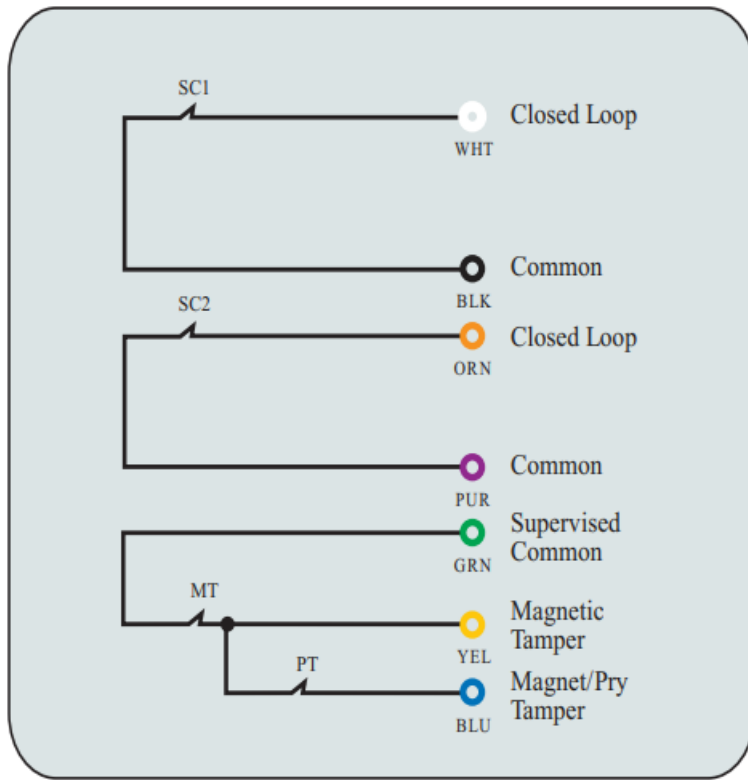 SC1
Closed Loop
WHT
Common
BLK
SC2
Closed Loop
ORN
Common
PUR
Supervised
Common
GRN
MT
Magnetic
Tamper
YEL
PT
Magnet/Pry
Tamper
BLU